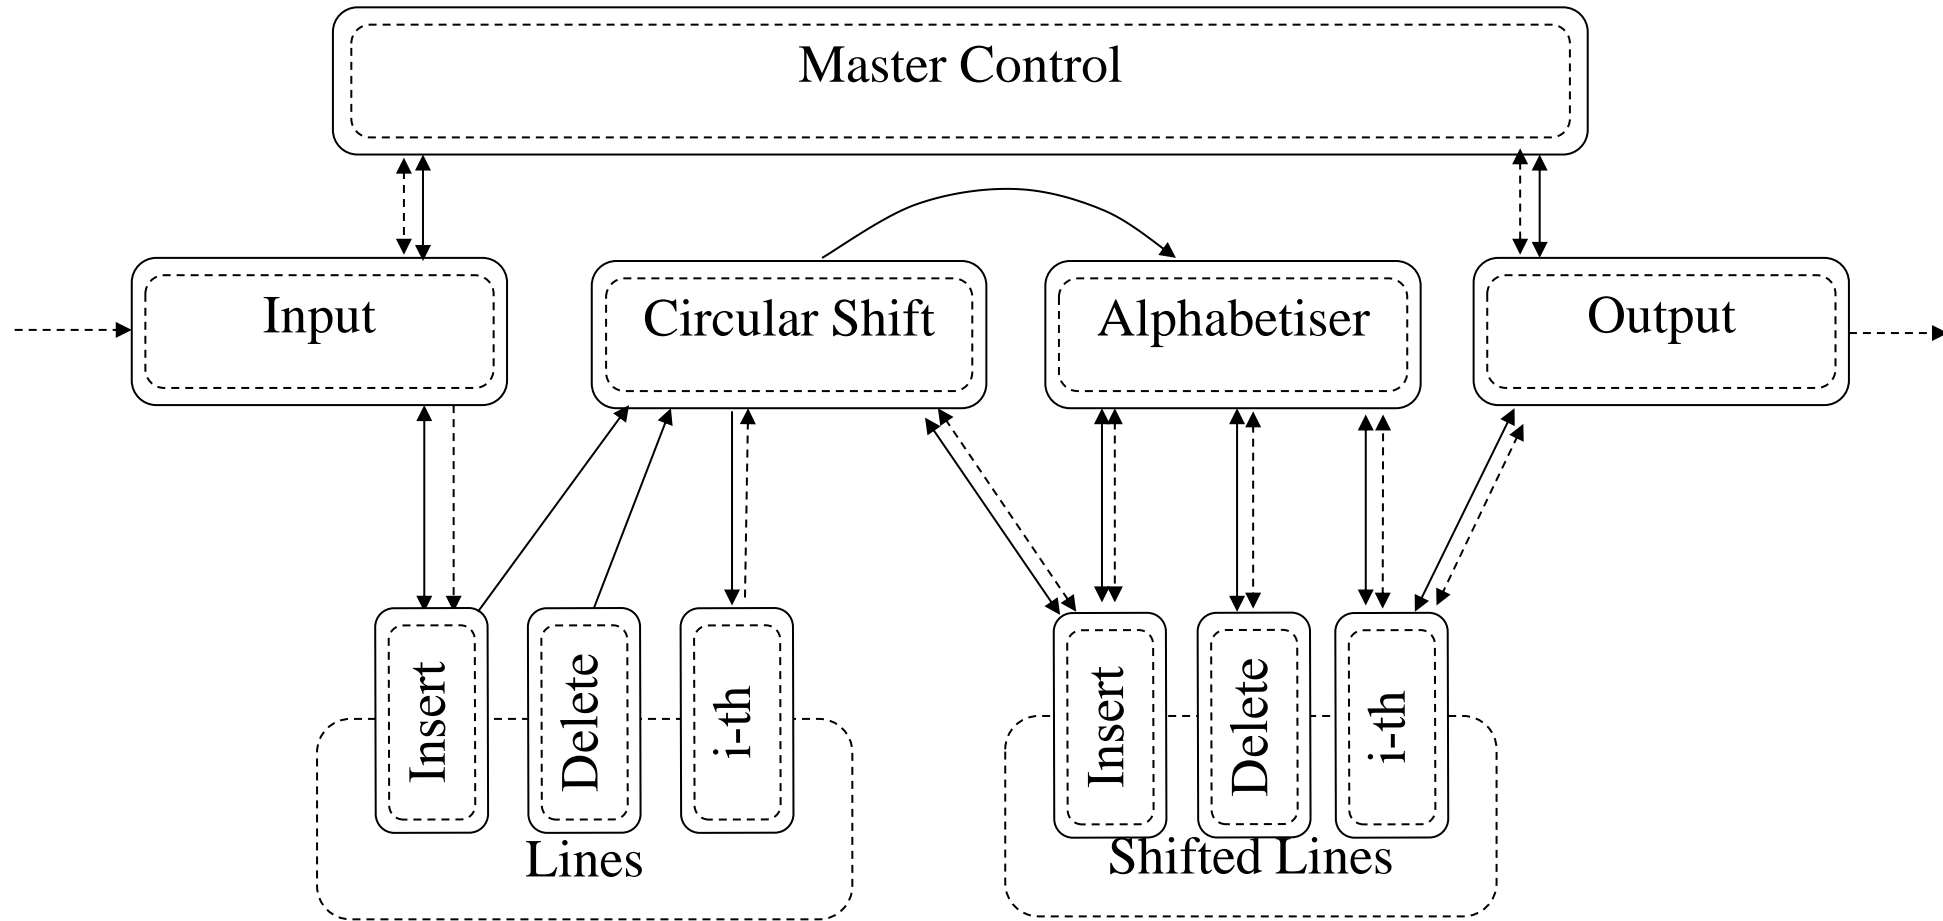 Master Control
Input
Circular Shift
Alphabetiser
Output
Insert
Delete
i-th
Lines
Insert
Delete
i-th
Shifted Lines